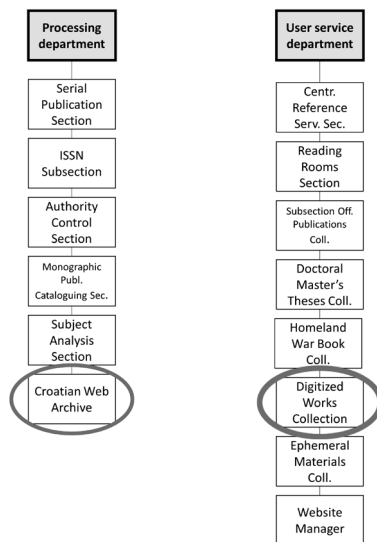 Processing
department
Serial
Publication
Section
ISSN
Subsection
Authority
Control
Section
Monographic
Publ.
Cataloguing Sec.
Subject
Analysis
Section
Croatian Web
Archive
User service
department
Centr.
Reference
Serv. Sec.
Reading
Rooms
Section
Subsection Off.
Publications
Coll.
Doctoral
Master's
Theses Coll.
Homeland
War Book
Coll.
Digitized
Works
Collection
Ephemeral
Materials
Coll.
Website
Manager